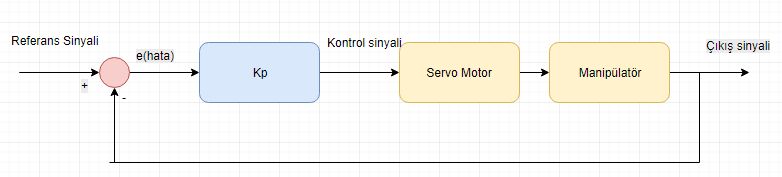 Referans Sinyali
e(hata)
Kontrol sinyali
Çıkış sinyali
Kp
Servo Motor
Manipülatör
+
-